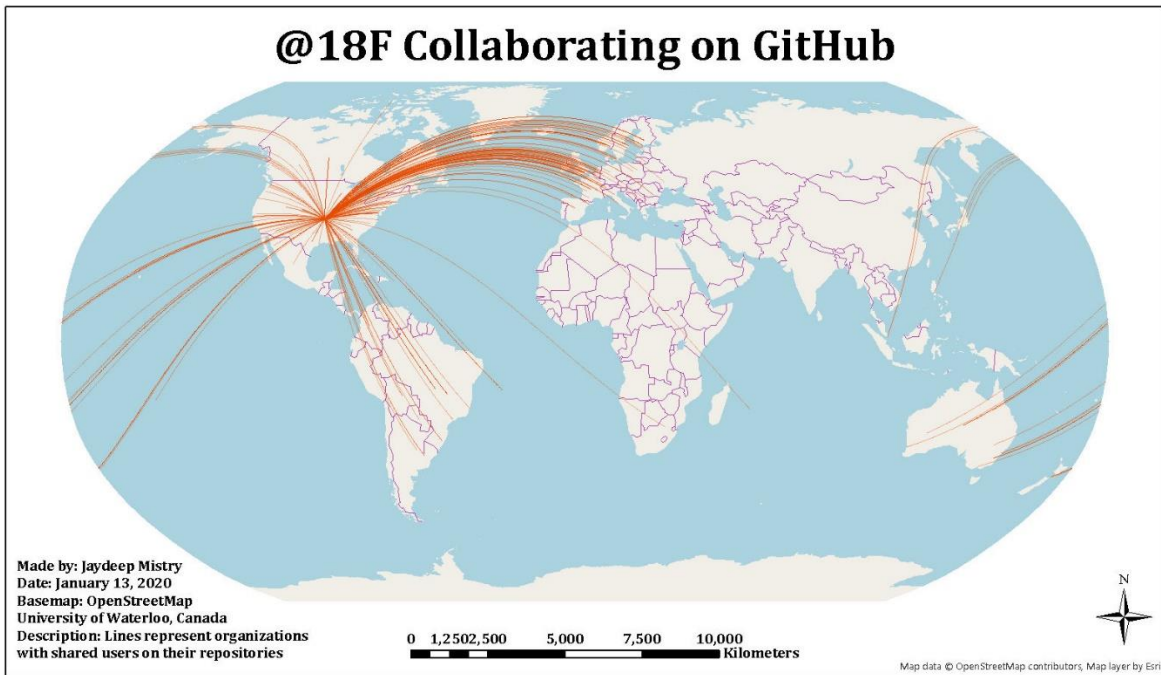 @18F Collaborating on GitHub
Made by: Jaydeep Mistry
Date: January 13, 2020
Basemap: OpenStreetMap
University of Waterloo, Canada
Description: Lines represent organizations
with shared users on their repositories
0 1,250 2,500 5,000 7,500 10,000
Kilometers
N
Map data © OpenStreetMap contributors, Map layer by Esri